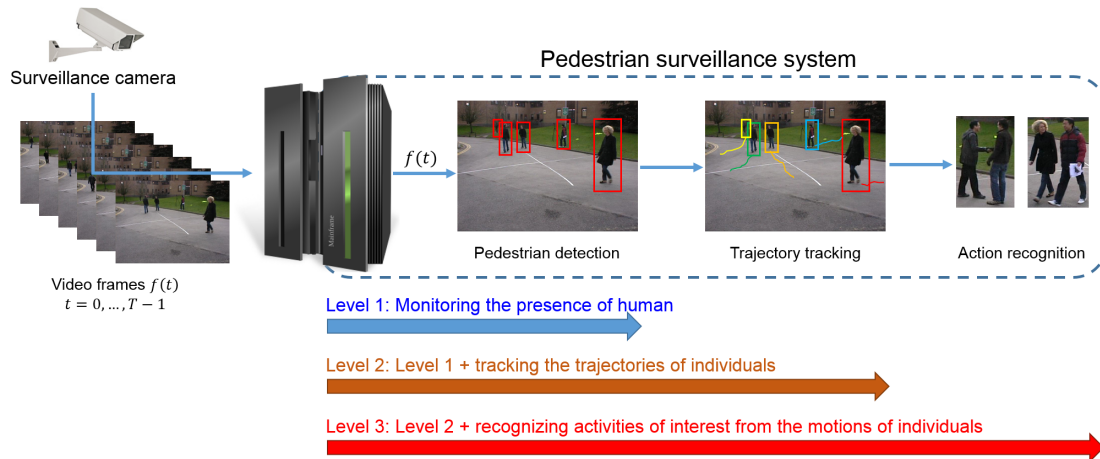 Pedestrian surveillance system
Surveillance camera
f(t)
Mainframe
Pedestrian detection
Trajectory tracking
Action recognition
Video frames f(t)
t = 0, ... , T − 1
Level 1: Monitoring the presence of human
Level 2: Level 1 + tracking the trajectories of individuals
Level 3: Level 2 + recognizing activities of interest from the motions of individuals